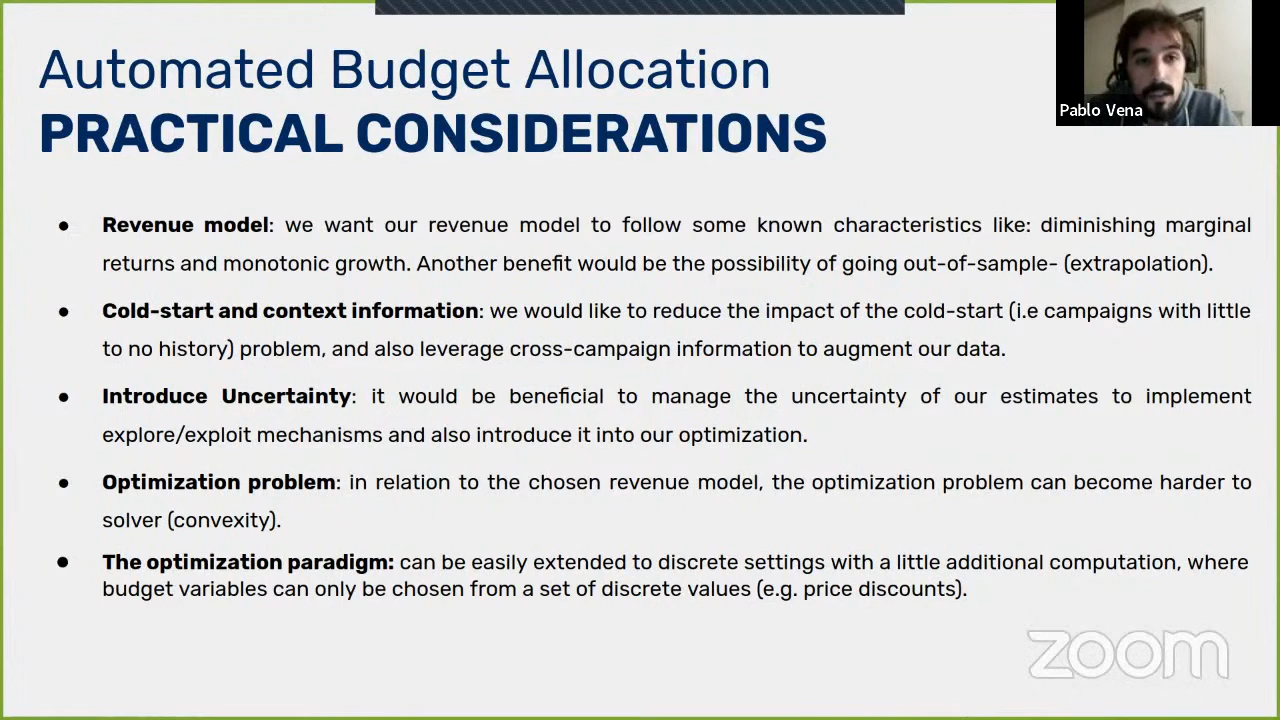 Automated Budget Allocation
PRACTICAL CONSIDERATIONS
Pablo Vena
● Revenue model: we want our revenue model to follow some known characteristics like: diminishing marginal
returns and monotonic growth. Another benefit would be the possibility of going out-of-sample- (extrapolation).
● Cold-start and context information: we would like to reduce the impact of the cold-start (i.e campaigns with little
to no history) problem, and also leverage cross-campaign information to augment our data.
● Introduce Uncertainty: it would be beneficial to manage the uncertainty of our estimates to implement
explore/exploit mechanisms and also introduce it into our optimization.
● Optimization problem: in relation to the chosen revenue model, the optimization problem can become harder to
solver (convexity).
● The optimization paradigm: can be easily extended to discrete settings with a little additional computation, where
budget variables can only be chosen from a set of discrete values (e.g. price discounts).
zoom